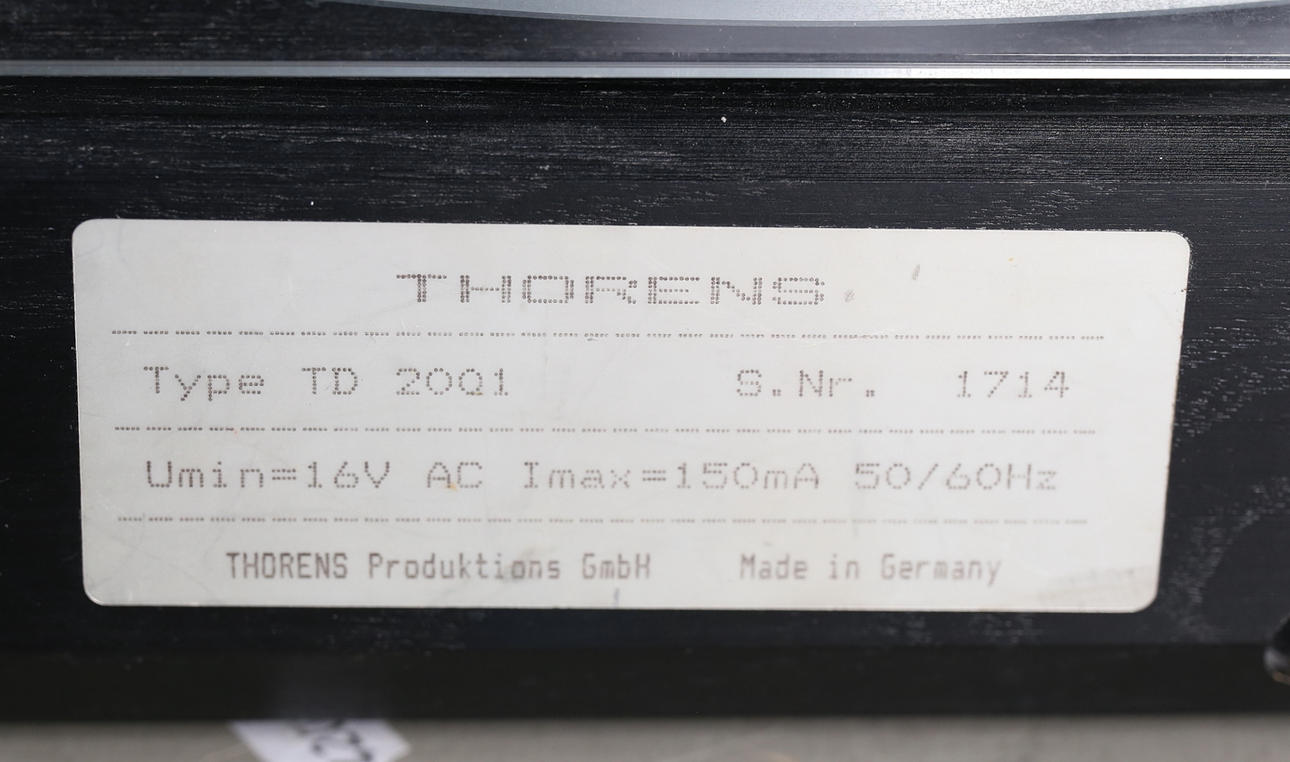 THORENS
Type TD 2001 S.Nr. 1714
Umin=16V AC Imax=150mA 50/60Hz
THORENS Produktions GmbH Made in Germany